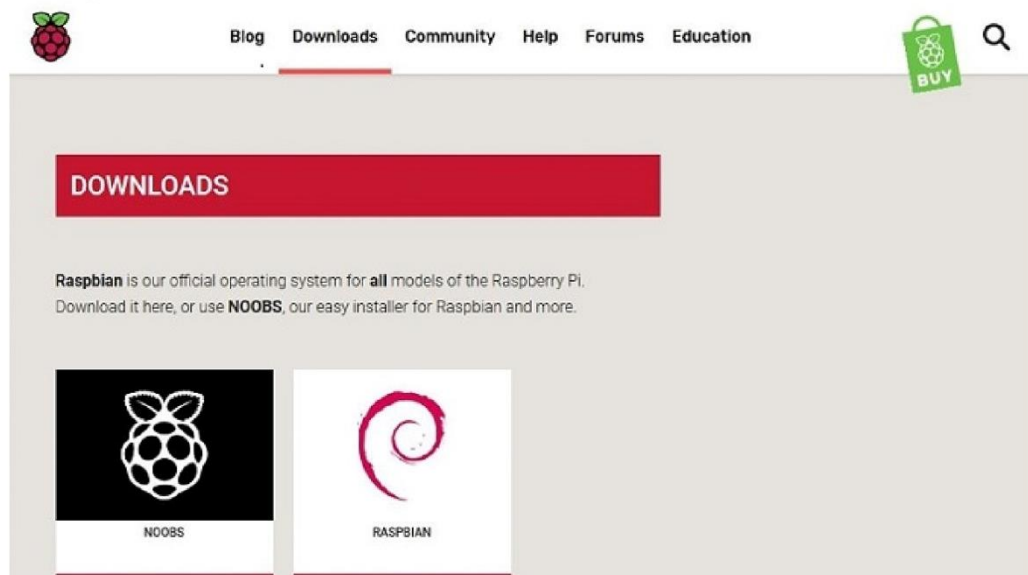 Blog Downloads Community Help Forums Education
BUY
DOWNLOADS
Raspbian is our official operating system for all models of the Raspberry Pi.
Download it here, or use NOOBS, our easy installer for Raspbian and more.
NOOBS RASPBIAN